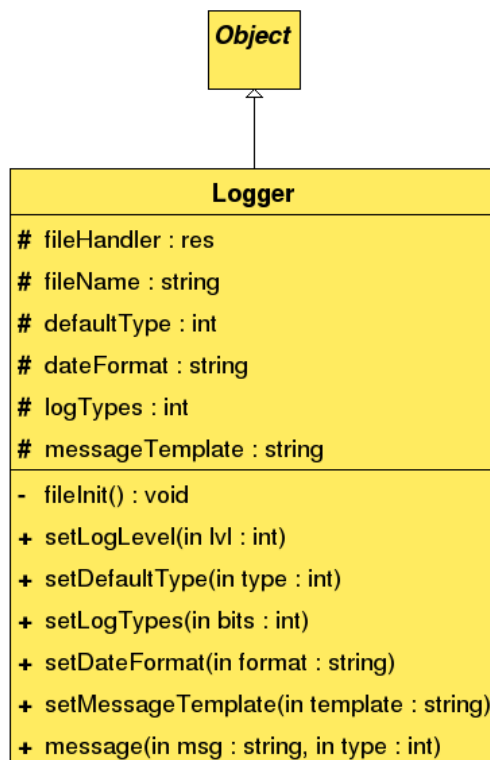 Object
Logger
# fileHandler : res
# fileName : string
# defaultType : int
# dateFormat : string
# logTypes : int
# messageTemplate : string
- fileInit() : void
+ setLogLevel(in lvl : int)
+ setDefaultType(in type : int)
+ setLogTypes(in bits : int)
+ setDateFormat(in format : string)
+ setMessageTemplate(in template : string)
+ message(in msg : string, in type : int)